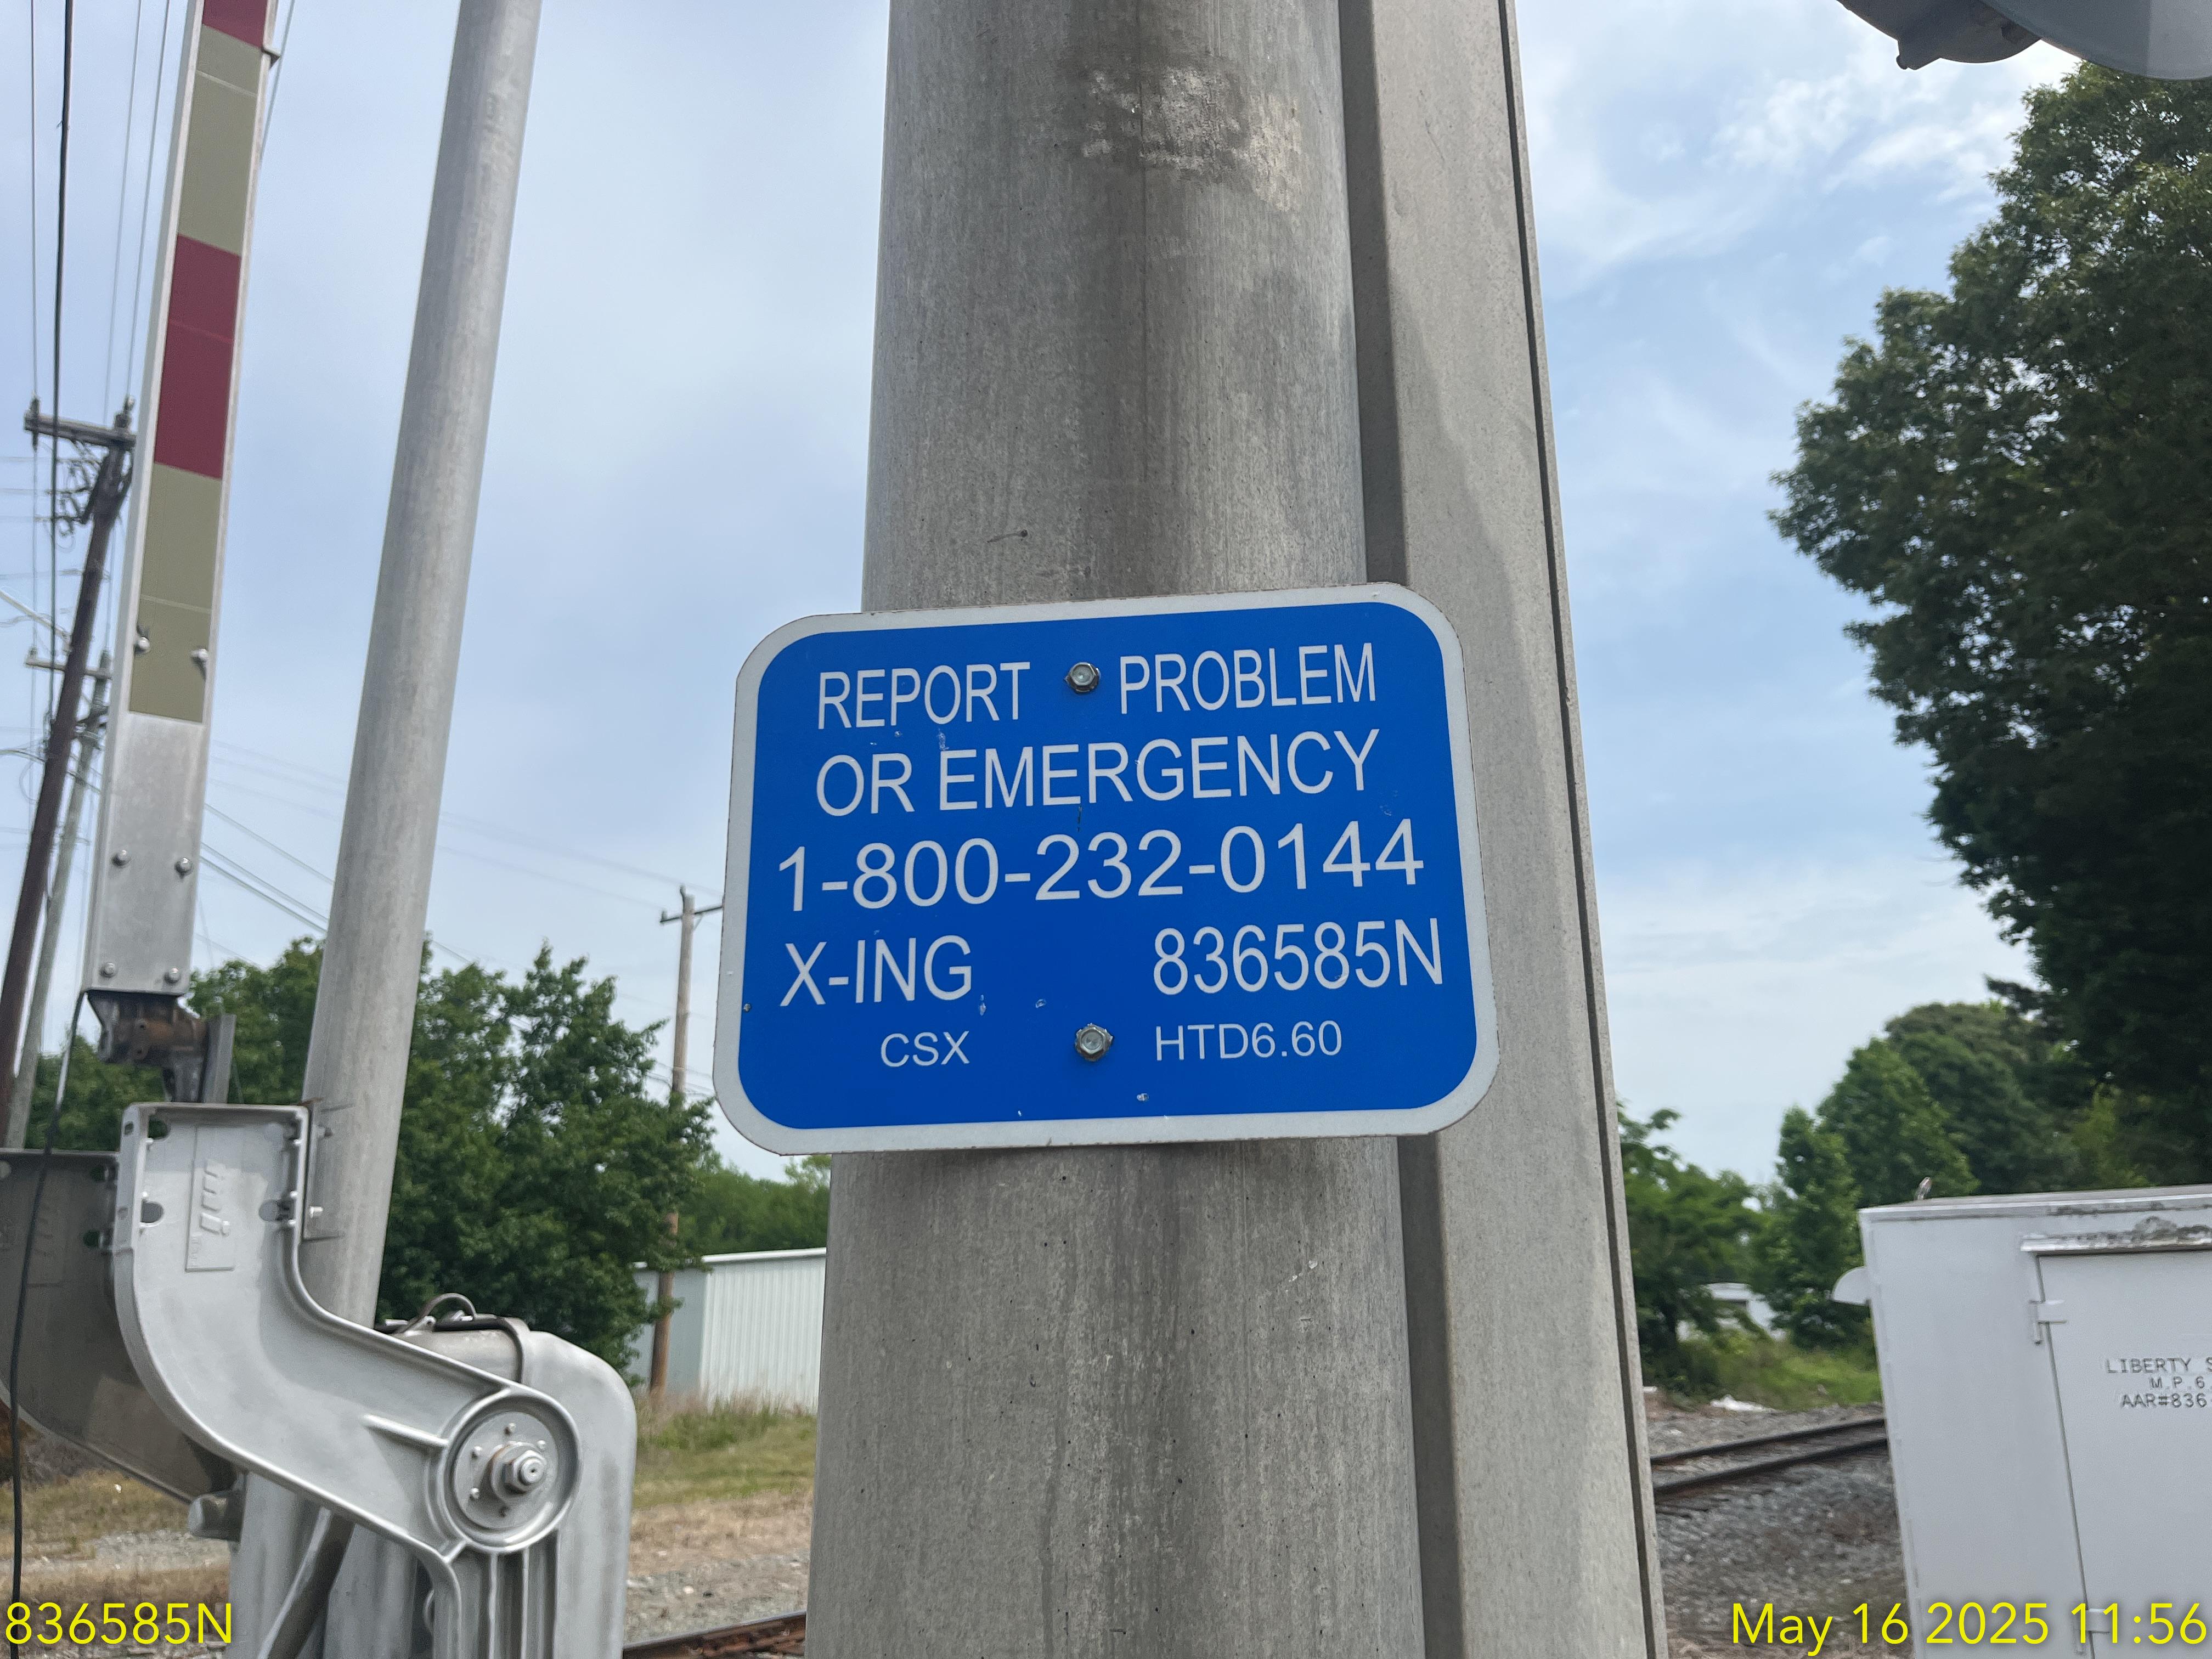 REPORT PROBLEM
OR EMERGENCY
1-800-232-0144
X-ING 836585N
CSX HTD6.60
LIBERTY S
M.P.6
AAR#836
836585N
May 16 2025 11:56